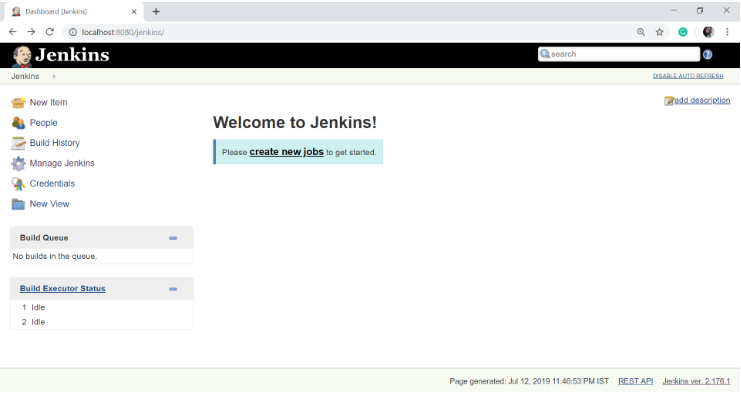 Dashboard [Jenkins]
localhost:8080/jenkins/
Jenkins
search
Jenkins
DISABLE AUTO REFRESH
New Item
People
Build History
Manage Jenkins
Credentials
New View
add description
Welcome to Jenkins!
Please create new jobs to get started.
Build Queue
No builds in the queue.
Build Executor Status
1 Idle
2 Idle
Page generated: Jul 12, 2019 11:46:53 PM IST REST API Jenkins ver. 2.176.1